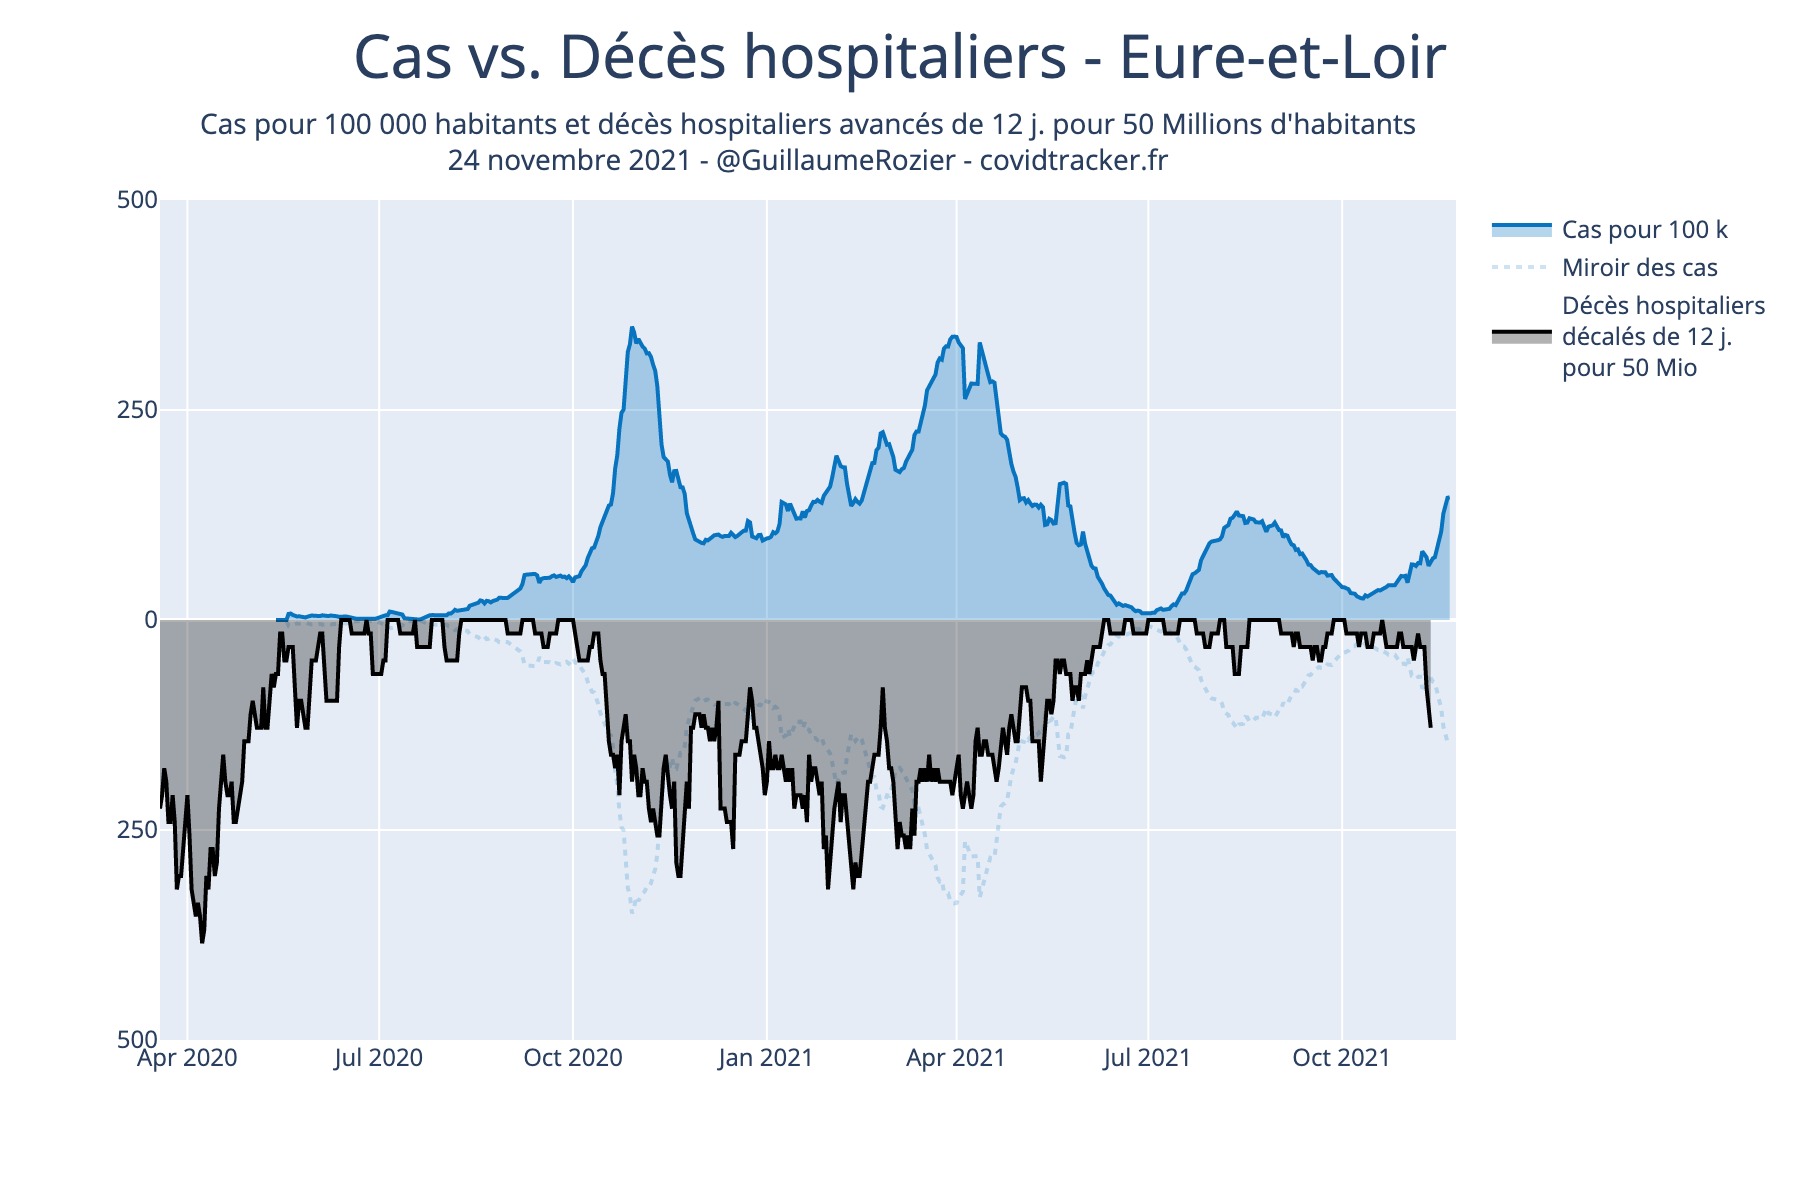 Cas vs. Décès hospitaliers - Eure-et-Loir
Cas pour 100 000 habitants et décès hospitaliers avancés de 12 j. pour 50 Millions d'habitants
24 novembre 2021 - @GuillaumeRozier - covidtracker.fr
500
250
0
250
500
Apr 2020
Jul 2020
Oct 2020
Jan 2021
Apr 2021
Jul 2021
Oct 2021
Cas pour 100 k
Miroir des cas
Décès hospitaliers
décalés de 12 j.
pour 50 Mio